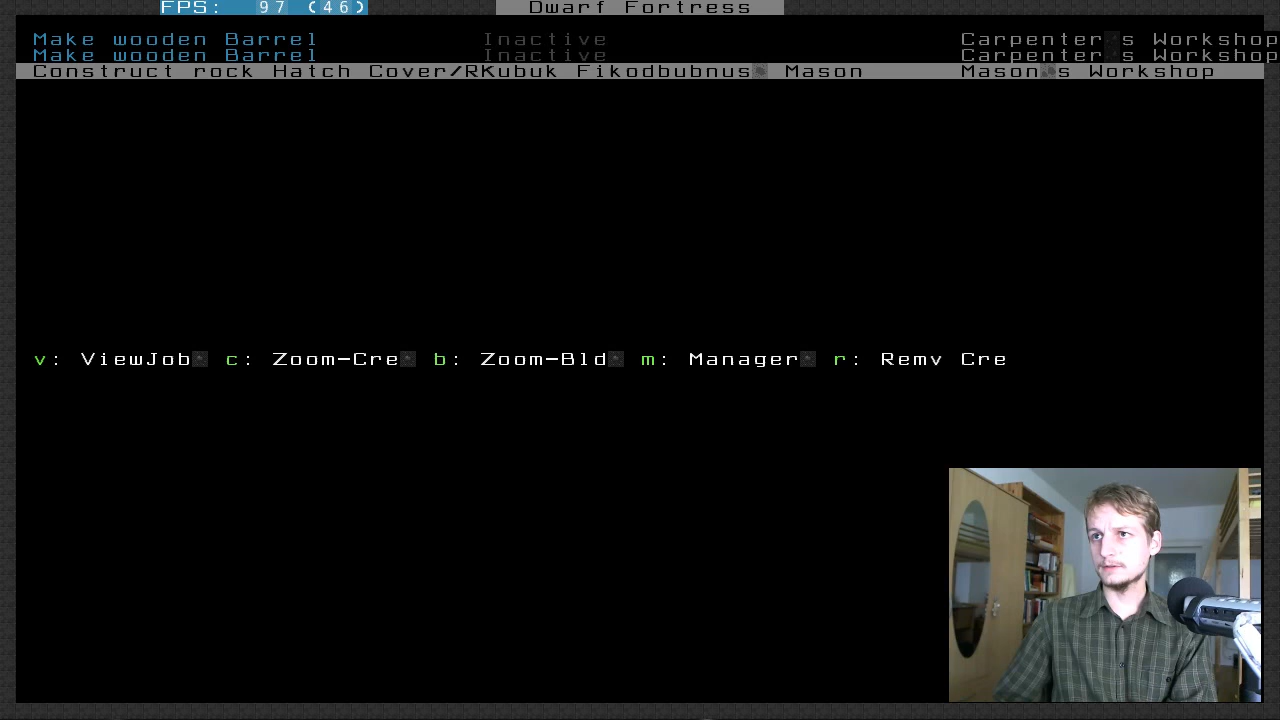 FPS: 97 (46) Dwarf Fortress
Make wooden Barrel Inactive Carpenter's Workshop
Make wooden Barrel Inactive Carpenter's Workshop
Construct rock Hatch Cover/RKubuk Fikodbubnus, Mason Mason's Workshop
v: ViewJob, c: Zoom-Cre, b: Zoom-Bld, m: Manager, r: Remv Cre